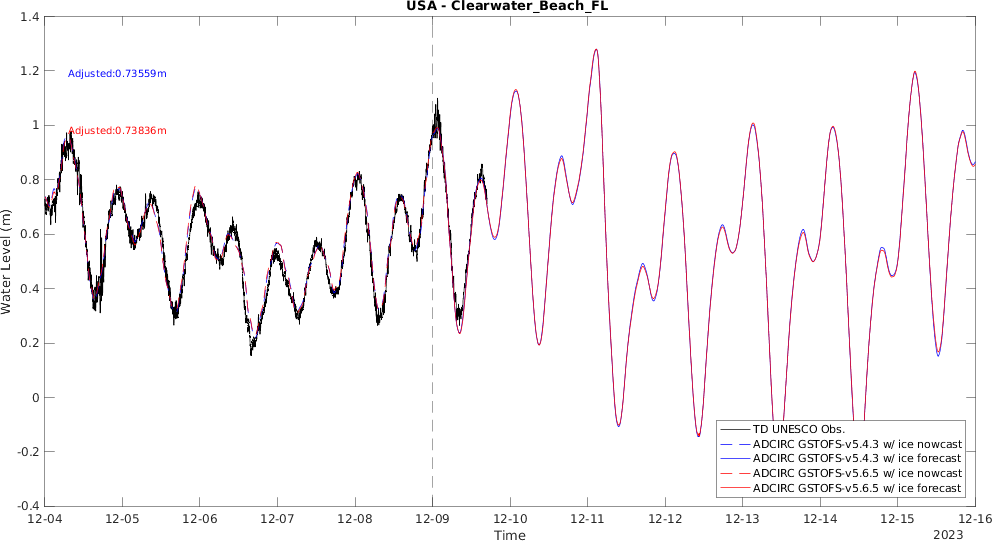 USA - Clearwater_Beach_FL
1.4
1.2
1
0.8
0.6
0.4
0.2
0
-0.2
-0.4
Water Level (m)
Adjusted:0.73559m
Adjusted:0.73836m
TD UNESCO Obs.
ADCIRC GSTOFS-v5.4.3 w/ ice nowcast
ADCIRC GSTOFS-v5.4.3 w/ ice forecast
ADCIRC GSTOFS-v5.6.5 w/ ice nowcast
ADCIRC GSTOFS-v5.6.5 w/ ice forecast
12-04 12-05 12-06 12-07 12-08 12-09 12-10 12-11 12-12 12-13 12-14 12-15 12-16
Time
2023